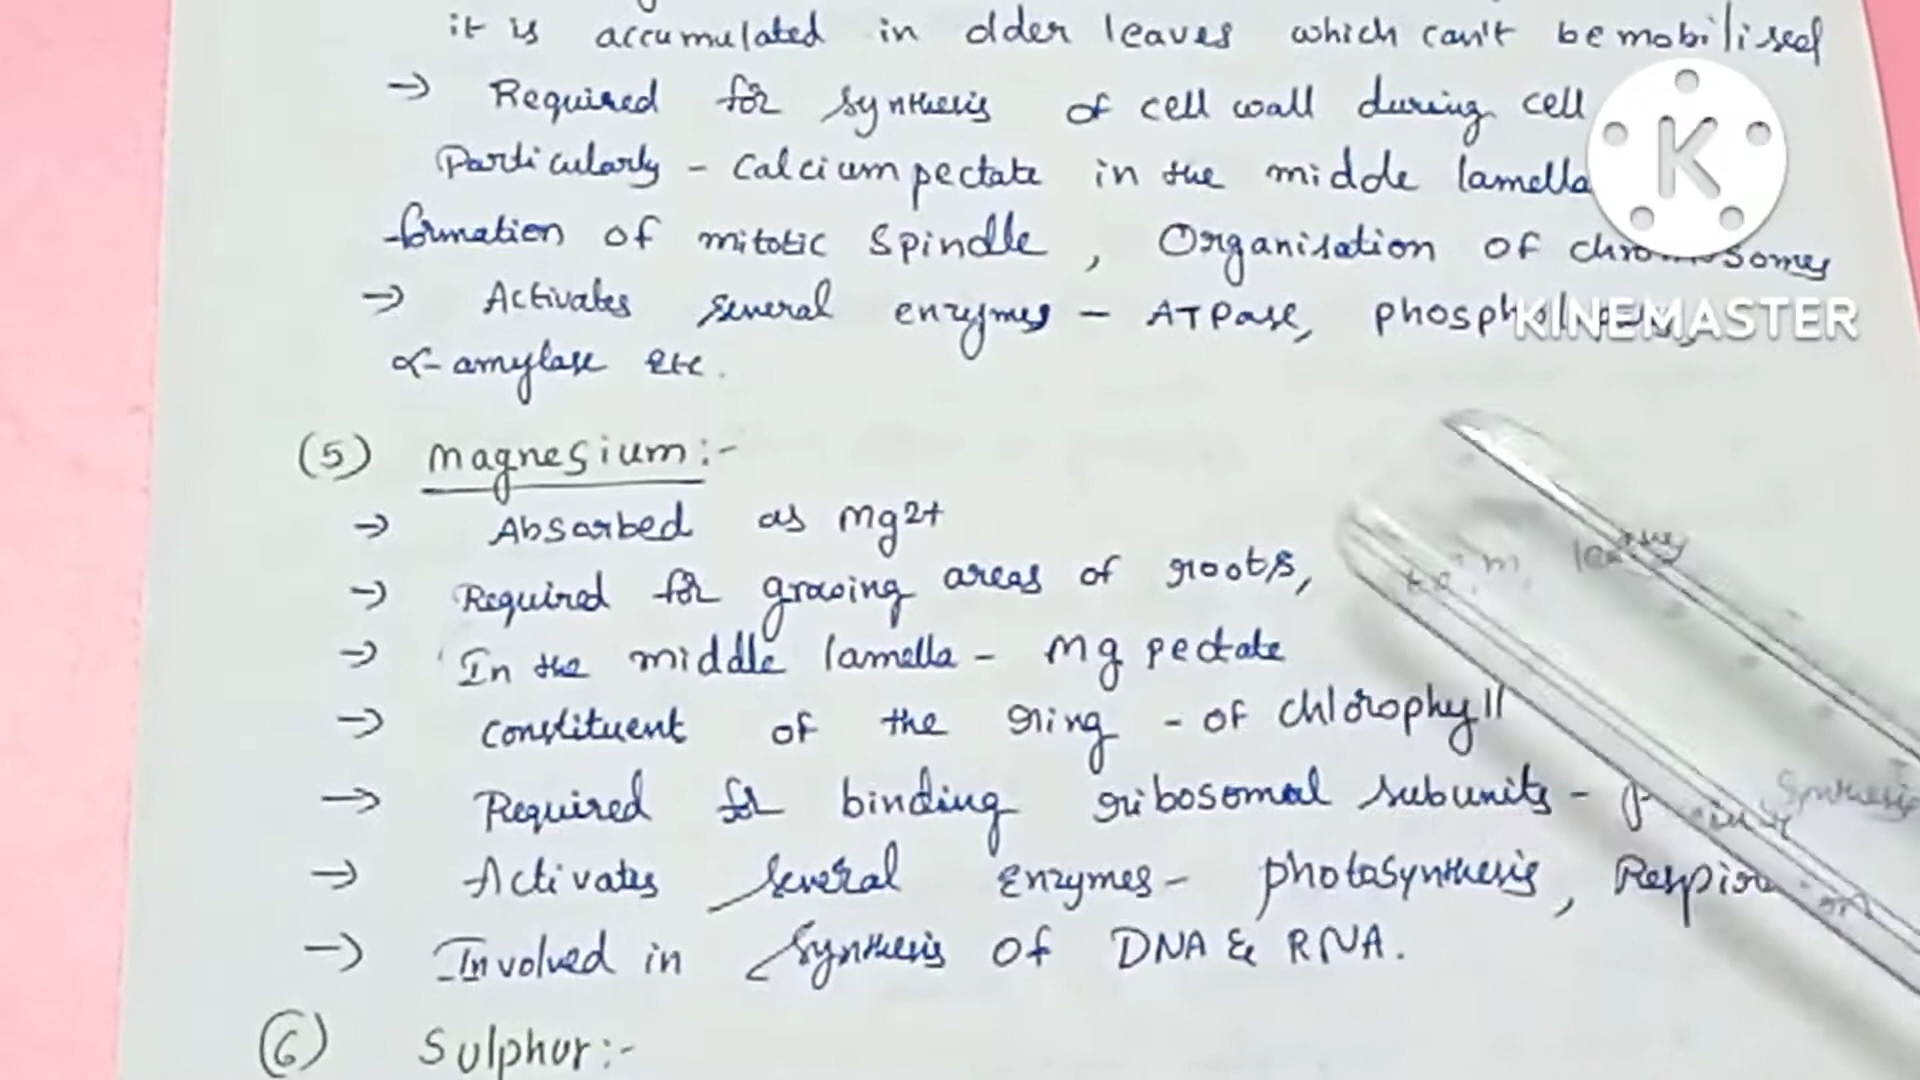 it is accumulated in older leaves which can't be mobilised
→ Required for synthesis of cell wall during cell
Particularly - Calcium pectate in the middle lamella
formation of mitotic spindle, Organisation of chromosomes
→ Activates several enzymes - ATPase,
α-amylase etc.
K
KINEMASTER
(5) Magnesium:-
→ Absorbed as Mg2+
→ Required for growing areas of roots,
→ In the middle lamella - Mg pectate
→ constituent of the ring - of chlorophyll
→ Required for binding ribosomal subunits - synthesis
→ Activates several Enzymes - photosynthesis, Respiration
→ Involved in synthesis of DNA & RNA.
(6) Sulphur:-